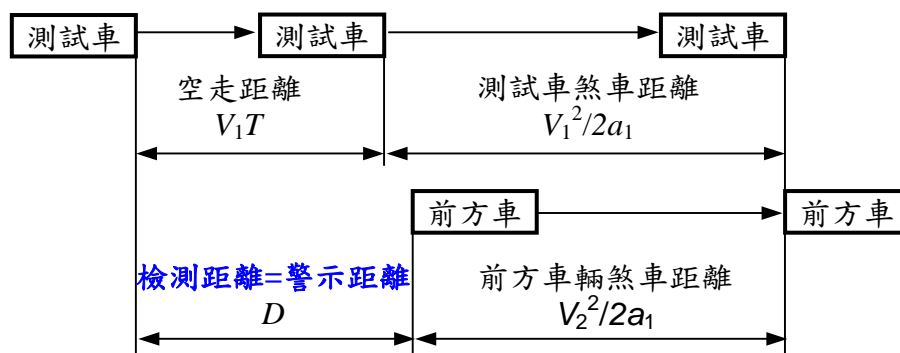 測試車 測試車 測試車
空走距離 測試車煞車距離
V₁T V₁²/2a₁
前方車 前方車
檢測距離=警示距離 前方車輛煞車距離
D V₂²/2a₁